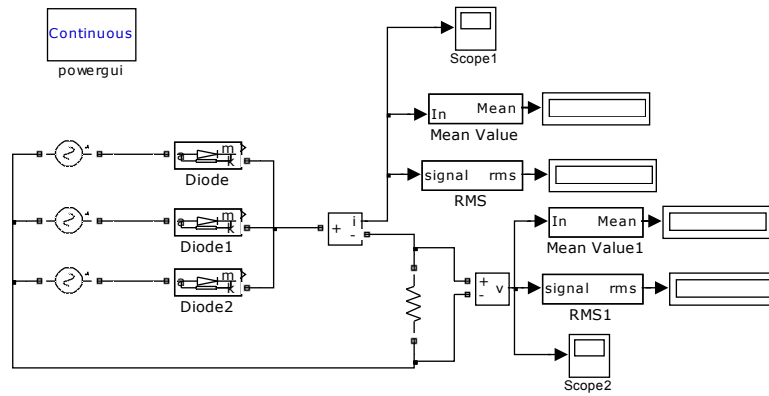 Continuous
powergui
Scope1
In Mean
Mean Value
signal rms
RMS
a m k
Diode
a m k
Diode1
a m k
Diode2
+ i -
In Mean
Mean Value1
+ - v
signal rms
RMS1
Scope2